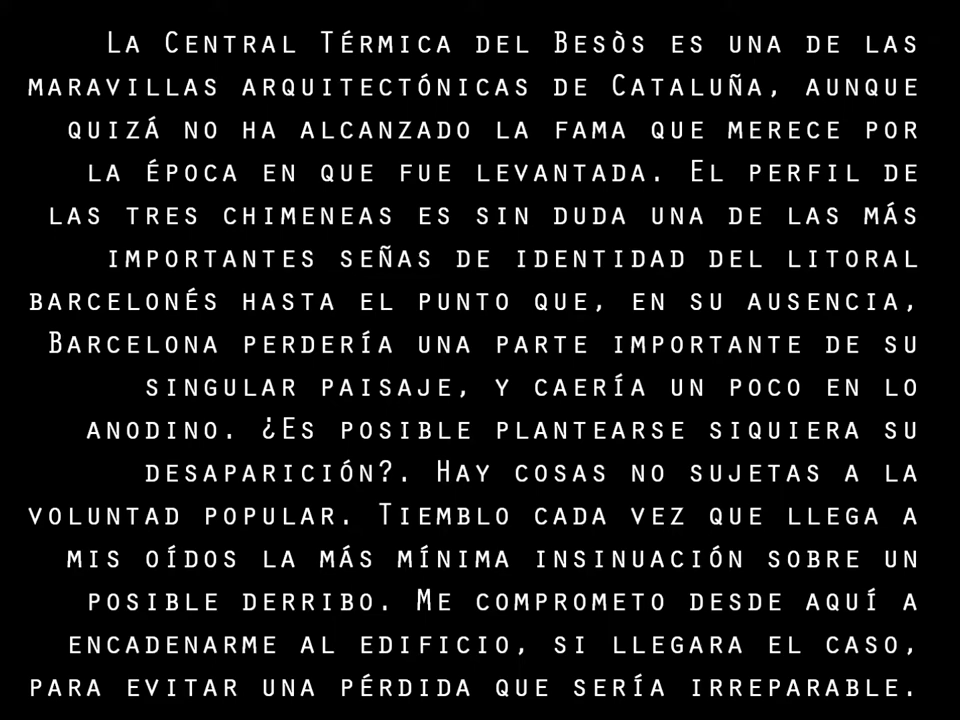 La Central Térmica del Besòs es una de las
maravillas arquitectónicas de Cataluña, aunque
quizá no ha alcanzado la fama que merece por
la época en que fue levantada. El perfil de
las tres chimeneas es sin duda una de las más
importantes señas de identidad del litoral
barcelonés hasta el punto que, en su ausencia,
Barcelona perdería una parte importante de su
singular paisaje, y caería un poco en lo
anodino. ¿Es posible plantearse siquiera su
desaparición?. Hay cosas no sujetas a la
voluntad popular. Tiemblo cada vez que llega a
mis oídos la más mínima insinuación sobre un
posible derribo. Me comprometo desde aquí a
encadenarme al edificio, si llegara el caso,
para evitar una pérdida que sería irreparable.